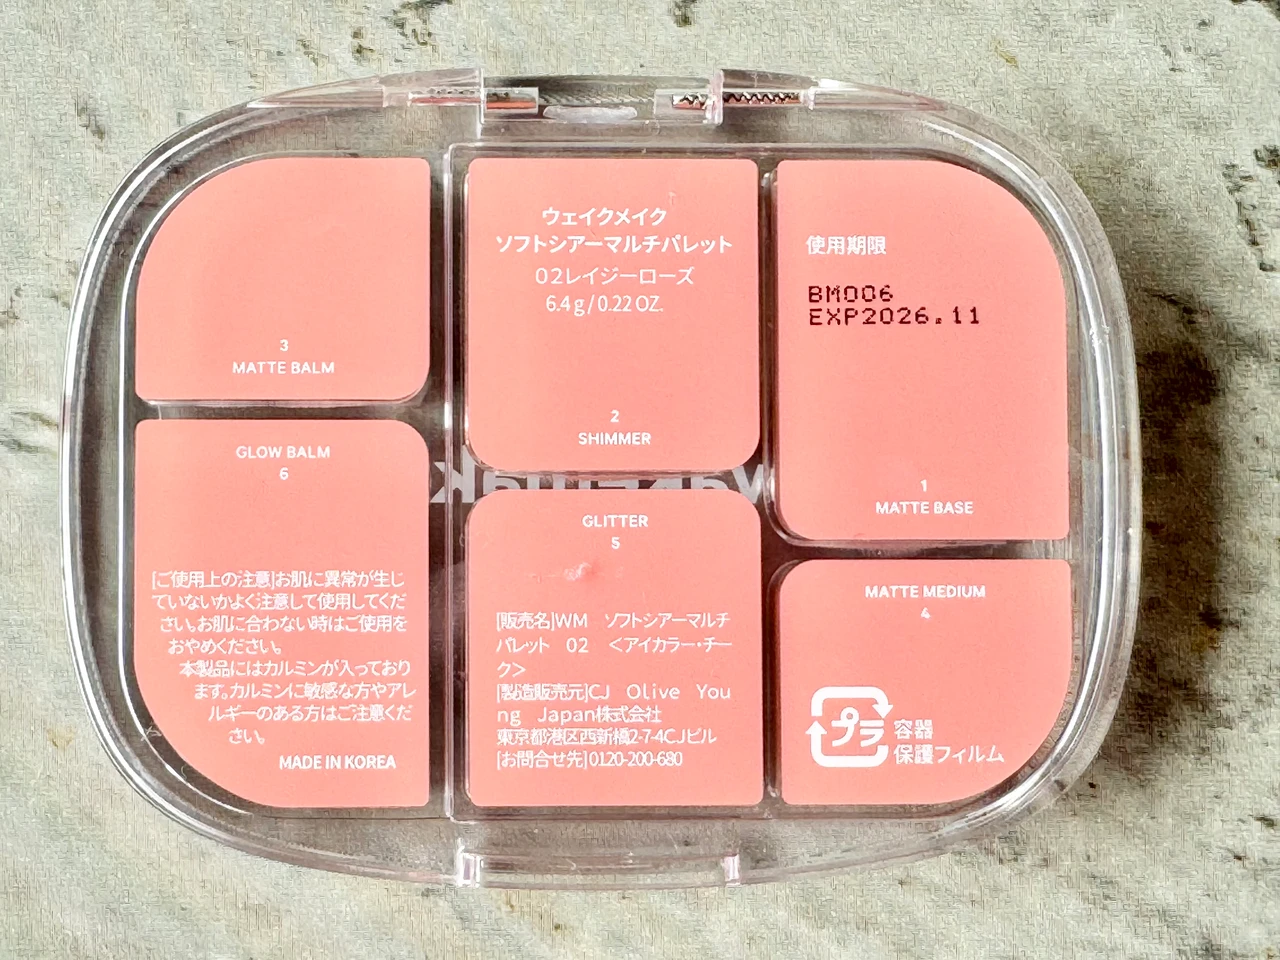 3
MATTE BALM
ウェイクメイク
ソフトシアーマルチパレット
02レイジーローズ
6.4g/0.22 OZ.
2
SHIMMER
使用期限
BM006
EXP2026.11
1
MATTE BASE
GLOW BALM
6
[ご使用上の注意]お肌に異常が生じ
ていないかよく注意して使用してくだ
さい。お肌に合わない時はご使用を
おやめください。
本製品にはカルミンが入っており
ます。カルミンに敏感な方やアレ
ルギーのある方はご注意くだ
さい。
MADE IN KOREA
GLITTER
5
[販売名]WM ソフトシアーマルチ
パレット 02 <アイカラー・チー
ク>
[製造販売元]CJ Olive You
ng Japan株式会社
東京都港区西新橋2-7-4CJビル
[お問合せ先]0120-200-680
MATTE MEDIUM
4
プラ
容器
保護フィルム